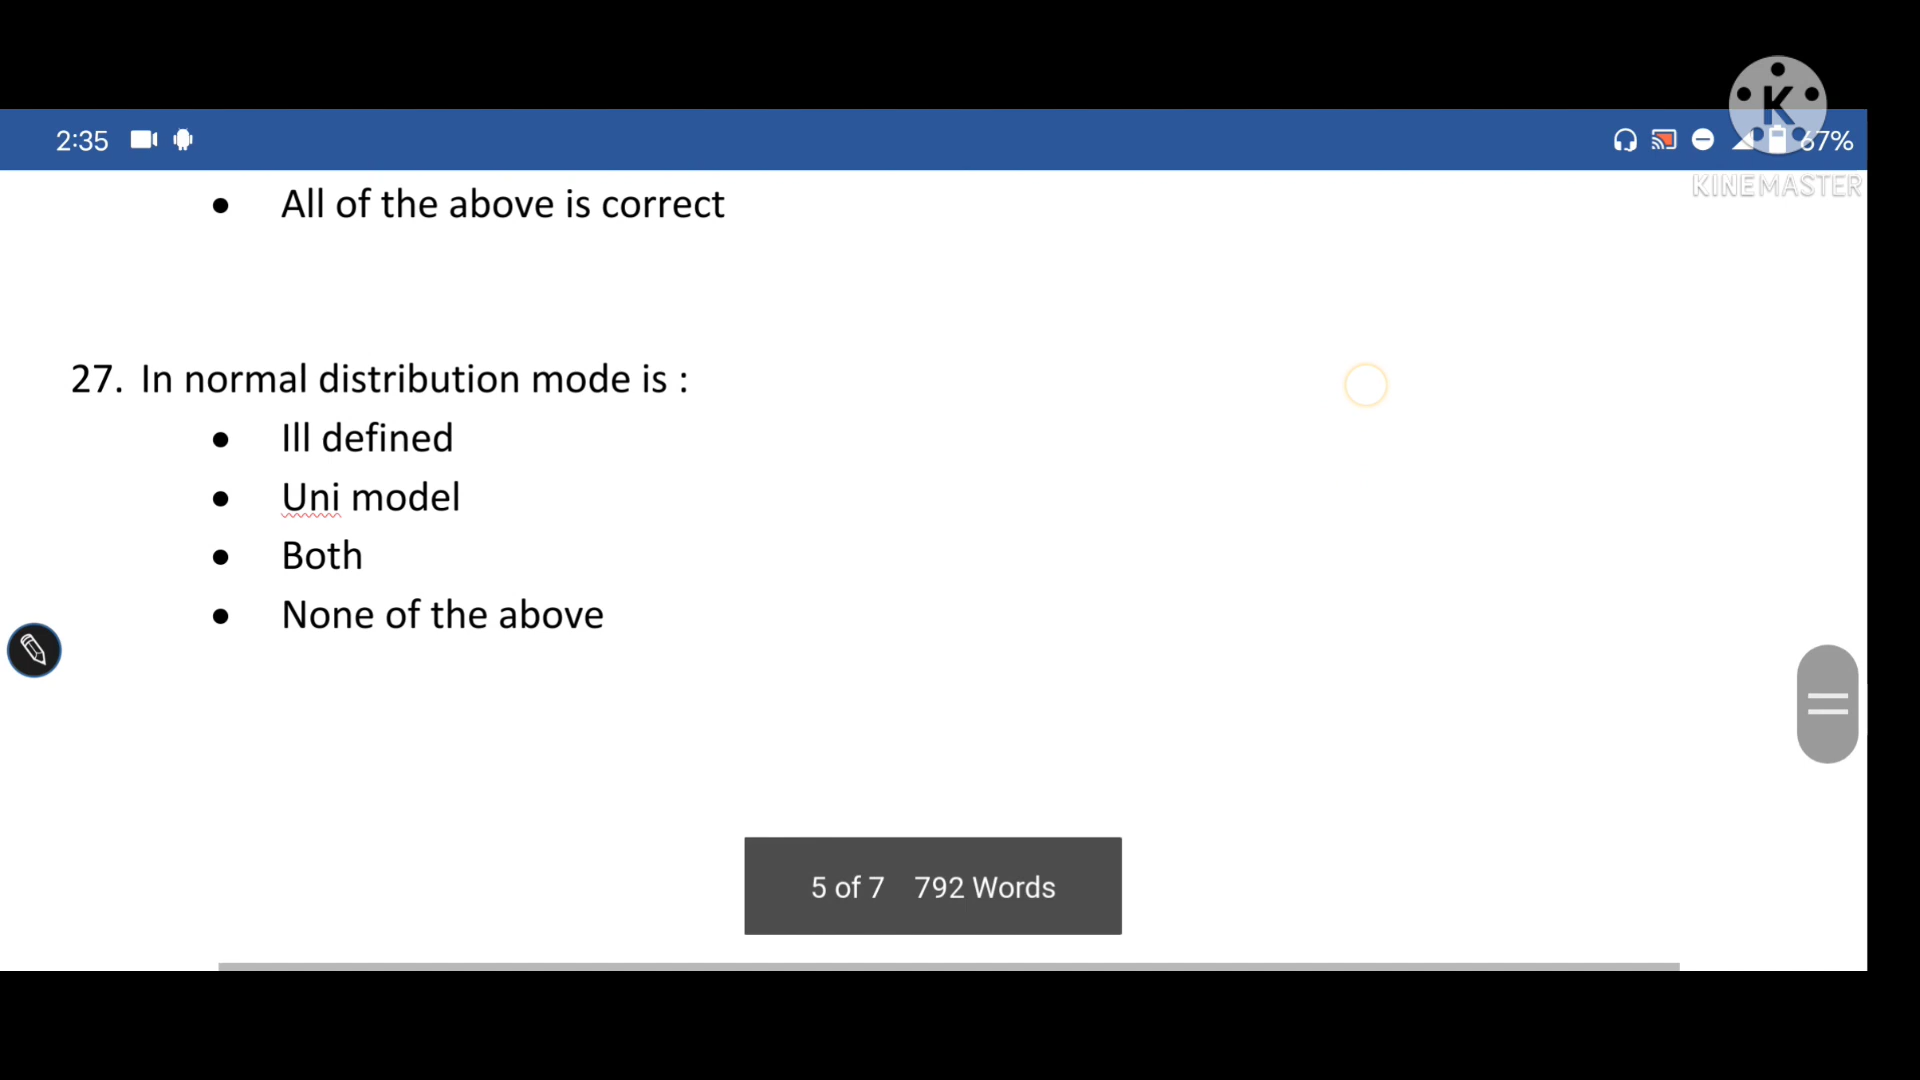 2:35
67%
K
KINEMASTER
• All of the above is correct
27. In normal distribution mode is :
• Ill defined
• Uni model
• Both
• None of the above
5 of 7 792 Words